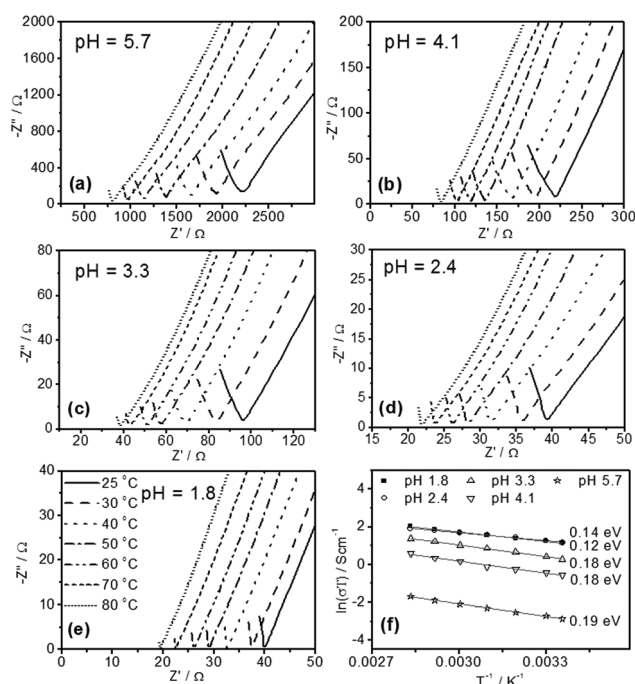 2000
1600
1200
800
400
0
-Z" / Ω
pH = 5.7
(a)
500 1000 1500 2000 2500
Z' / Ω
200
150
100
50
0
-Z" / Ω
pH = 4.1
(b)
0 50 100 150 200 250 300
Z' / Ω
80
60
40
20
0
-Z" / Ω
pH = 3.3
(c)
20 40 60 80 100 120
Z' / Ω
30
25
20
15
10
5
0
-Z" / Ω
pH = 2.4
(d)
15 20 25 30 35 40 45 50
Z' / Ω
40
30
20
10
0
-Z" / Ω
25 °C
30 °C
40 °C
50 °C
60 °C
70 °C
80 °C
pH = 1.8
(e)
0 10 20 30 40 50
Z' / Ω
pH 1.8 pH 3.3 pH 5.7
pH 2.4 pH 4.1
4
2
0
-2
-4
ln(σT) / Scm⁻¹
0.14 eV
0.12 eV
0.18 eV
0.18 eV
0.19 eV
(f)
0.0027 0.0030 0.0033
T⁻¹ / K⁻¹